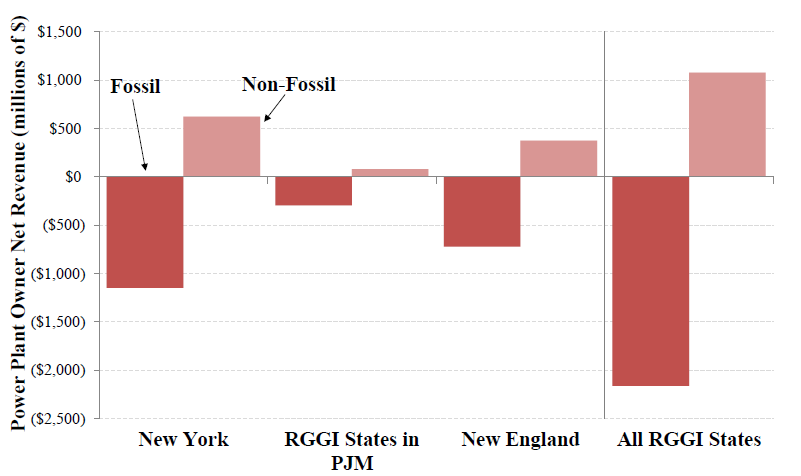 Power Plant Owner Net Revenue (millions of $)
$1,500
$1,000
$500
$0
($500)
($1,000)
($1,500)
($2,000)
($2,500)
Fossil
Non-Fossil
New York
RGGI States in
PJM
New England
All RGGI States